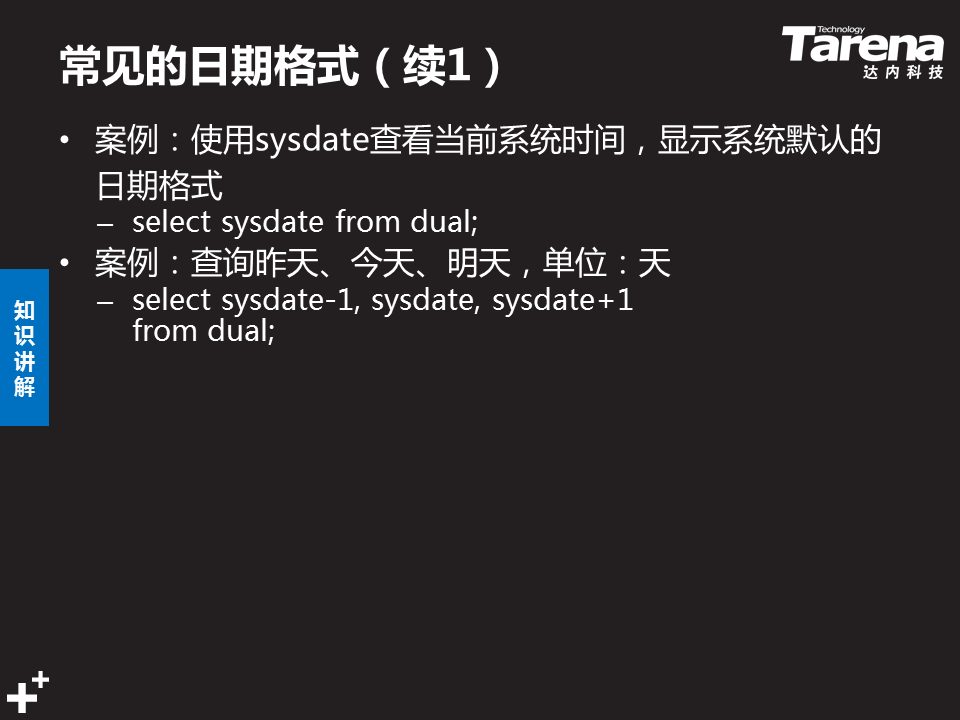 常见的日期格式（续1）
Technology
Tarena
达内科技
• 案例：使用sysdate查看当前系统时间，显示系统默认的
日期格式
– select sysdate from dual;
• 案例：查询昨天、今天、明天，单位：天
– select sysdate-1, sysdate, sysdate+1
from dual;
知
识
讲
解